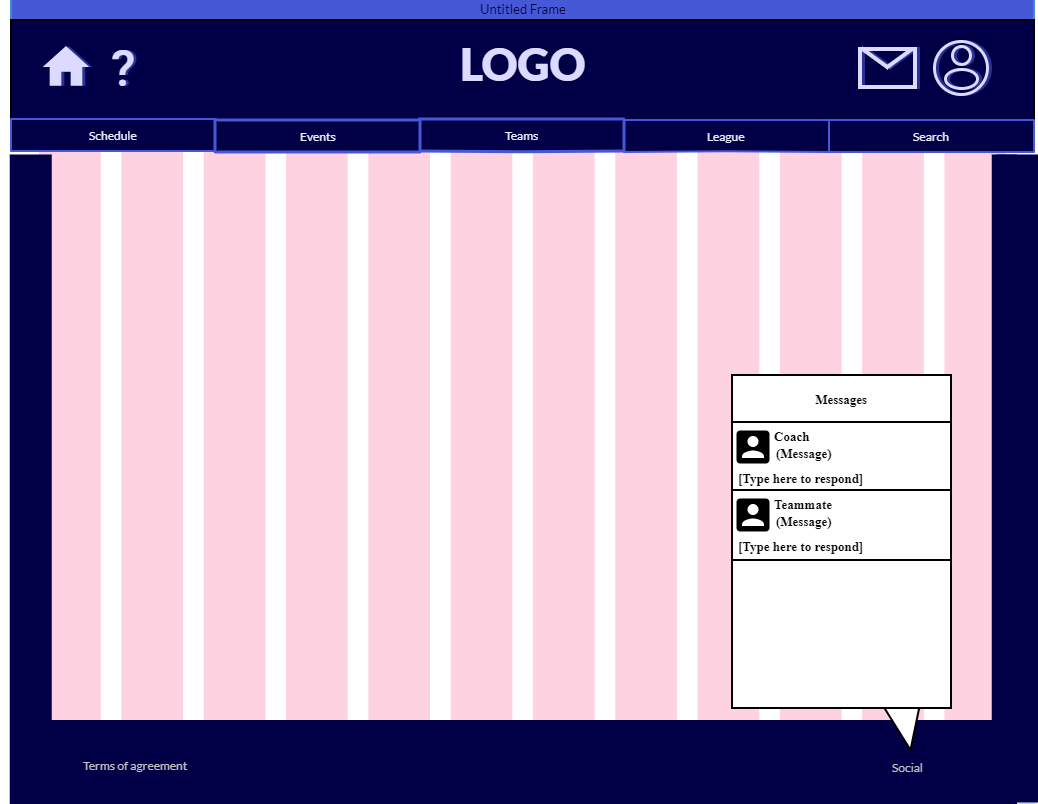 Untitled Frame
?
LOGO
Schedule
Events
Teams
League
Search
Messages
Coach
(Message)
[Type here to respond]
Teammate
(Message)
[Type here to respond]
Terms of agreement
Social